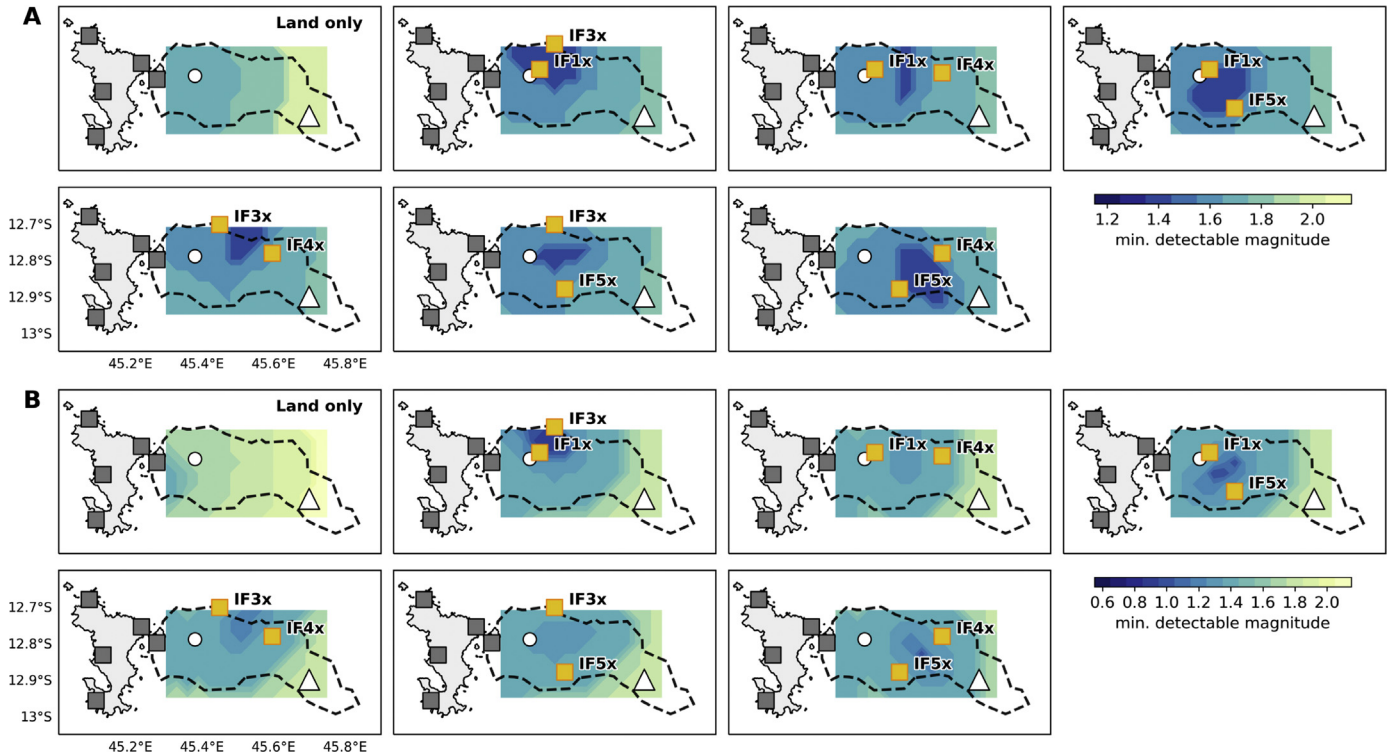 A
Land only
IF3x
IF1x
IF1x
IF4x
IF1x
IF5x
12.7°S
12.8°S
12.9°S
13°S
IF3x
IF4x
IF3x
IF5x
IF4x
IF5x
1.2 1.4 1.6 1.8 2.0
min. detectable magnitude
45.2°E 45.4°E 45.6°E 45.8°E
B
Land only
IF3x
IF1x
IF1x
IF4x
IF1x
IF5x
12.7°S
12.8°S
12.9°S
13°S
IF3x
IF4x
IF3x
IF5x
IF4x
IF5x
0.6 0.8 1.0 1.2 1.4 1.6 1.8 2.0
min. detectable magnitude
45.2°E 45.4°E 45.6°E 45.8°E